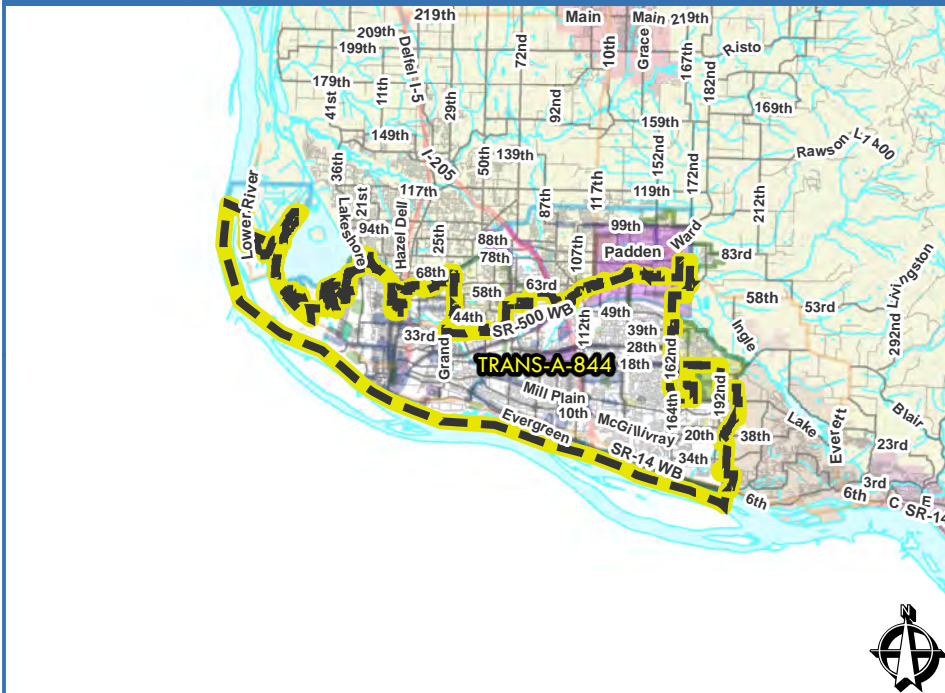 219th
Main
Main 219th
209th
199th
Delfel
I-5
72nd
10th
Grace
167th
Risto
182nd
179th
41st
11th
29th
92nd
169th
149th
159th
I-205
50th
139th
152nd
Rawson
36th
172nd
117th
119th
117th
212th
Lower River
Lakeshore
21st
94th
Hazel Dell
25th
87th
99th
Ward
88th
78th
107th
Padden
83rd
68th
58th
63rd
58th
53rd
292nd
Livingston
44th
SR-500 WB
49th
112th
33rd
Grand
39th
Ingle
28th
18th
162nd
TRANS-A-844
Mill Plain
10th
164th
192nd
Evergreen
McGillivray
20th
38th
Lake
Everett
Blair
23rd
34th
SR-14 WB
6th
3rd
6th
E
C
SR-14
N